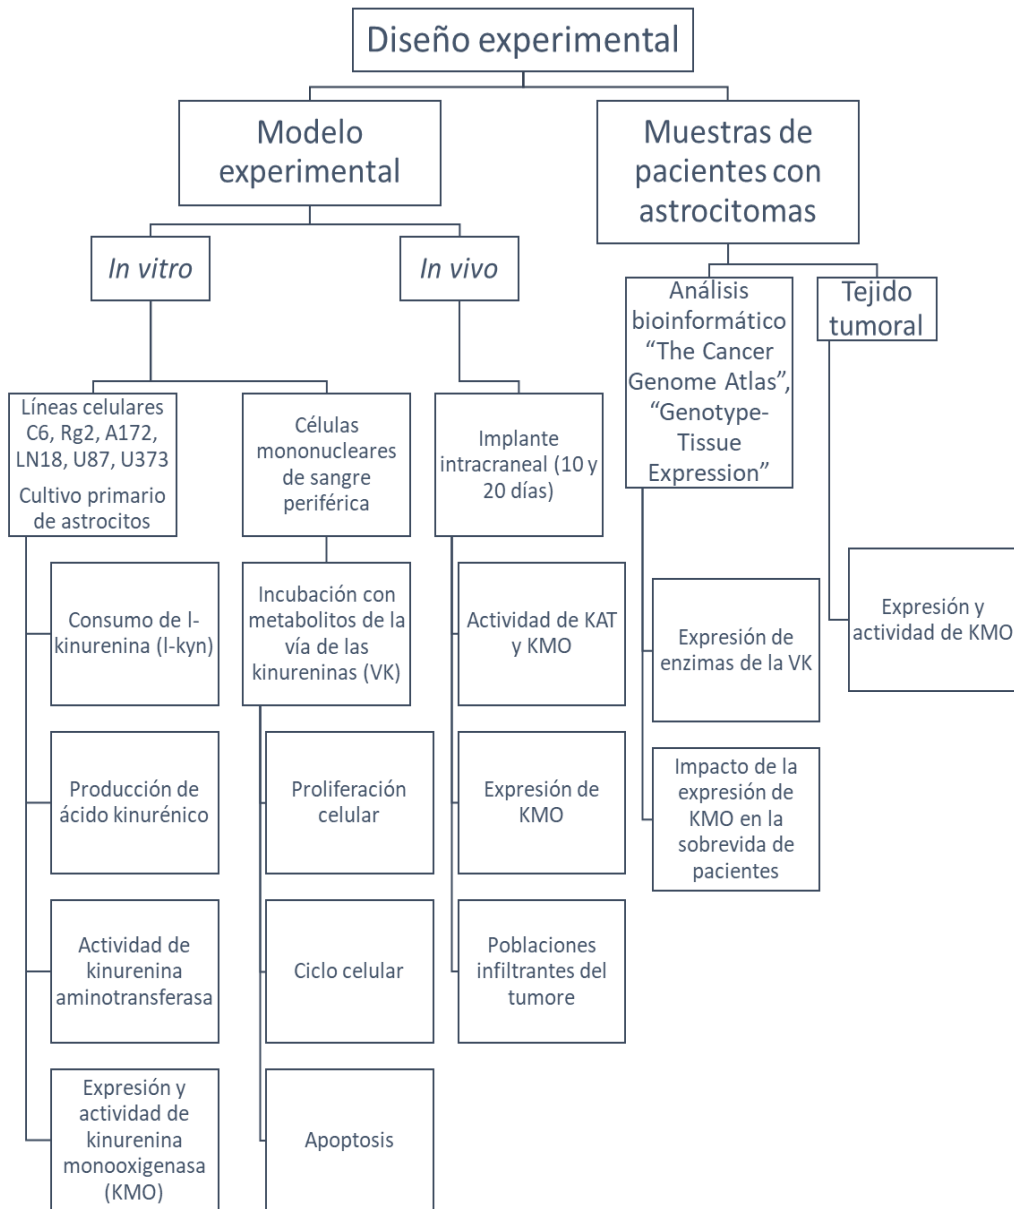 Diseño experimental
Modelo
experimental
Muestras de
pacientes con
astrocitomas
In vitro
In vivo
Análisis
bioinformático
“The Cancer
Genome Atlas”,
“Genotype-
Tissue
Expression”
Tejido
tumoral
Líneas celulares
C6, Rg2, A172,
LN18, U87, U373
Cultivo primario
de astrocitos
Células
mononucleares
de sangre
periférica
Implante
intracraneal (10 y
20 días)
Consumo de l-
kinurenina (l-kyn)
Producción de
ácido kinurénico
Actividad de
kinurenina
aminotransferasa
Expresión y
actividad de
kinurenina
monooxigenasa
(KMO)
Incubación con
metabolitos de la
vía de las
kinureninas (VK)
Proliferación
celular
Ciclo celular
Apoptosis
Actividad de KAT
y KMO
Expresión de
KMO
Poblaciones
infiltrantes del
tumore
Expresión de
enzimas de la VK
Impacto de la
expresión de
KMO en la
sobrevida de
pacientes
Expresión y
actividad de KMO